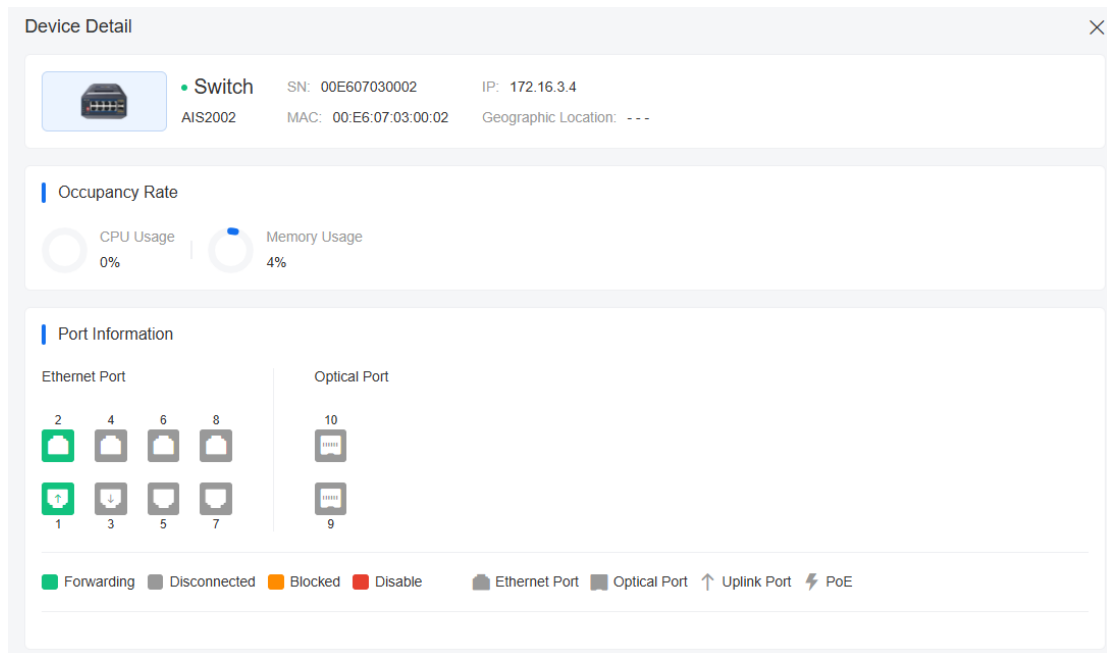 Device Detail
Switch SN: 00E607030002 IP: 172.16.3.4
AIS2002 MAC: 00:E6:07:03:00:02 Geographic Location: - - -
Occupancy Rate
CPU Usage Memory Usage
0% 4%
Port Information
Ethernet Port Optical Port
2 4 6 8 10
1 3 5 7 9
Forwarding Disconnected Blocked Disable Ethernet Port Optical Port Uplink Port PoE